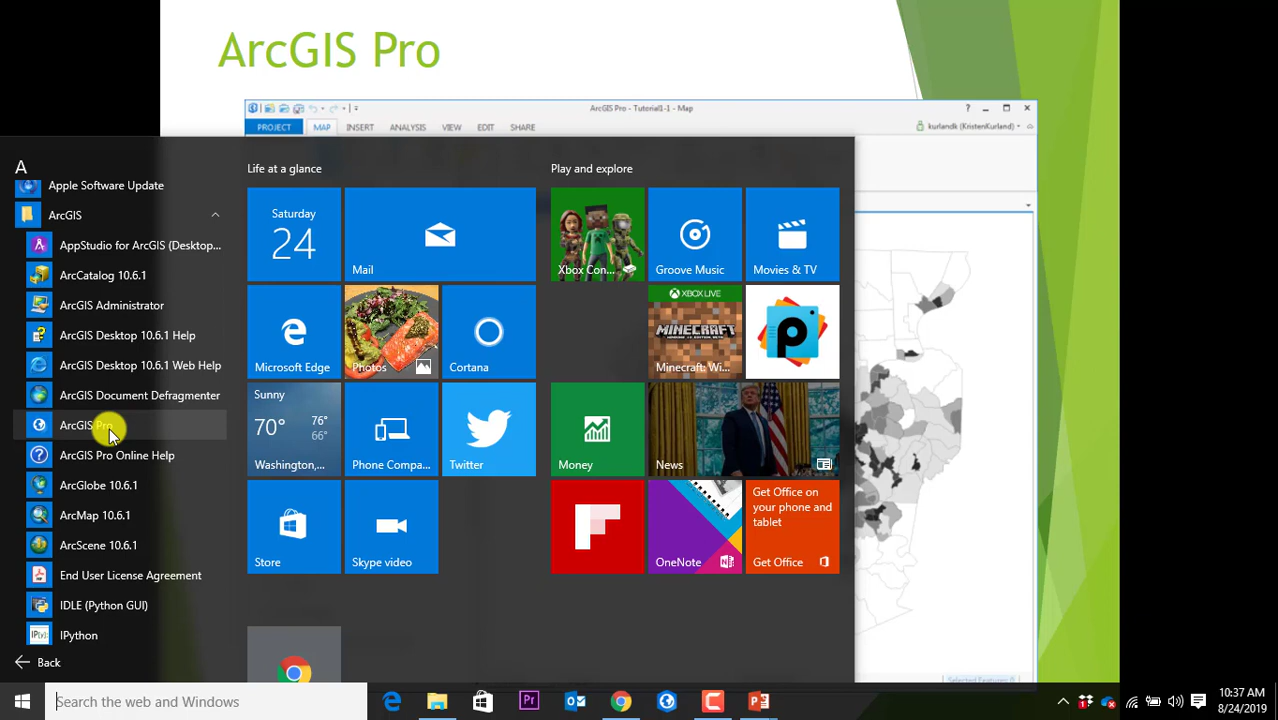 ArcGIS Pro
ArcGIS Pro - Tutorial1-1 - Map
PROJECT MAP INSERT ANALYSIS VIEW EDIT SHARE
kurlandk (KristenKurland)
A
Apple Software Update
ArcGIS
AppStudio for ArcGIS (Desktop...
ArcCatalog 10.6.1
ArcGIS Administrator
ArcGIS Desktop 10.6.1 Help
ArcGIS Desktop 10.6.1 Web Help
ArcGIS Document Defragmenter
ArcGIS Pro
ArcGIS Pro Online Help
ArcGlobe 10.6.1
ArcMap 10.6.1
ArcScene 10.6.1
End User License Agreement
IDLE (Python GUI)
IP[y]:
IPython
Back
Life at a glance
Saturday
24
Mail
Microsoft Edge
Photos
Cortana
Sunny
70° 76°
66°
Washington,...
Phone Compa...
Twitter
Store
Skype video
Play and explore
Xbox Con...
Groove Music
Movies & TV
XBOX LIVE
MINECRAFT
Minecraft: Wi...
Money
News
OneNote
Get Office on
your phone and
tablet
Get Office
Selected Features: 0
Search the web and Windows
Pr
10:37 AM
8/24/2019